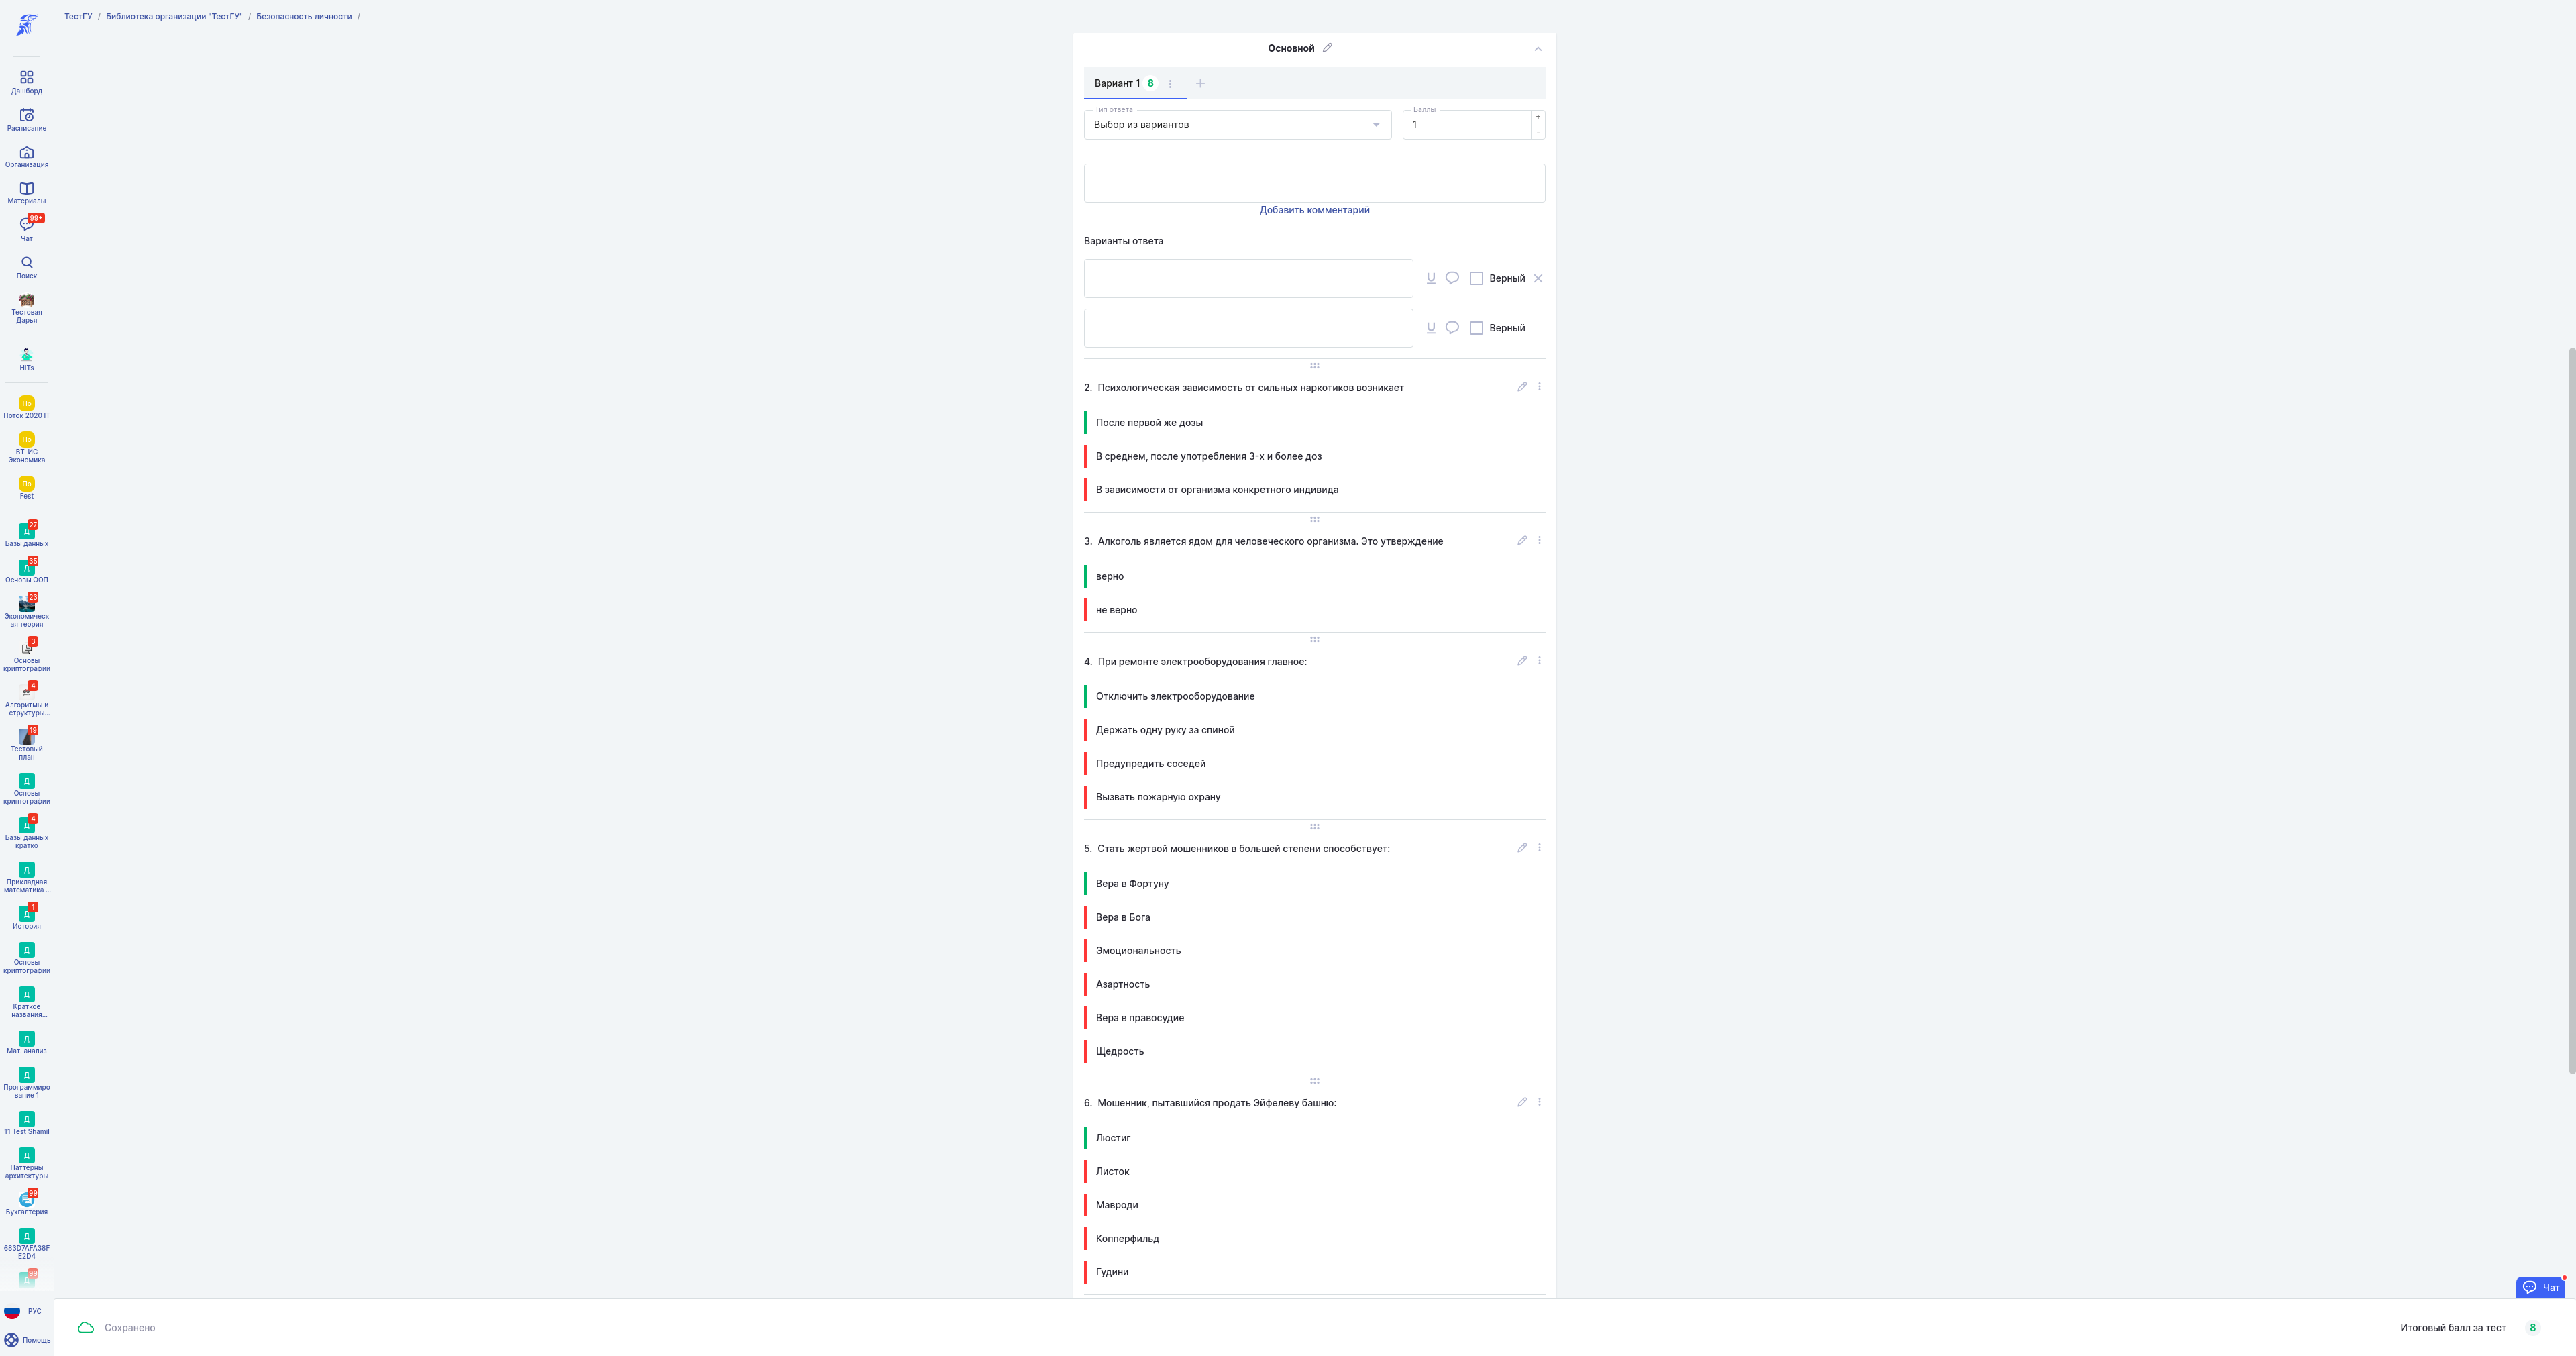 ТестГУ / Библиотека организации "ТестГУ" / Безопасность личности /
Дашборд
Расписание
Организация
Материалы
99+
Чат
Поиск
Тестовая
Дарья
HITs
По
Поток 2020 IT
По
ВТ-ИС
Экономика
По
Fest
27
Д
Базы данных
35
Д
Основы ООП
23
Экономическ
ая теория
3
Основы
криптографии
4
Алгоритмы и
структуры...
19
Тестовый
план
Д
Основы
криптографии
4
Д
Базы данных
кратко
Д
Прикладная
математика ...
1
Д
История
Д
Основы
криптографии
Д
Краткое
названия...
Д
Мат. анализ
Д
Программиро
вание 1
Д
11 Test Shamil
Д
Паттерны
архитектуры
99
Бухгалтерия
Д
683D7AFA38F
E2D4
99
Д
РУС
Помощь
Основной
Вариант 1 8
Тип ответа
Выбор из вариантов
Баллы
1
+
-
Добавить комментарий
Варианты ответа
Верный
Верный
2. Психологическая зависимость от сильных наркотиков возникает
После первой же дозы
В среднем, после употребления 3-х и более доз
В зависимости от организма конкретного индивида
3. Алкоголь является ядом для человеческого организма. Это утверждение
верно
не верно
4. При ремонте электрооборудования главное:
Отключить электрооборудование
Держать одну руку за спиной
Предупредить соседей
Вызвать пожарную охрану
5. Стать жертвой мошенников в большей степени способствует:
Вера в Фортуну
Вера в Бога
Эмоциональность
Азартность
Вера в правосудие
Щедрость
6. Мошенник, пытавшийся продать Эйфелеву башню:
Люстиг
Листок
Мавроди
Копперфильд
Гудини
Чат
Сохранено
Итоговый балл за тест 8